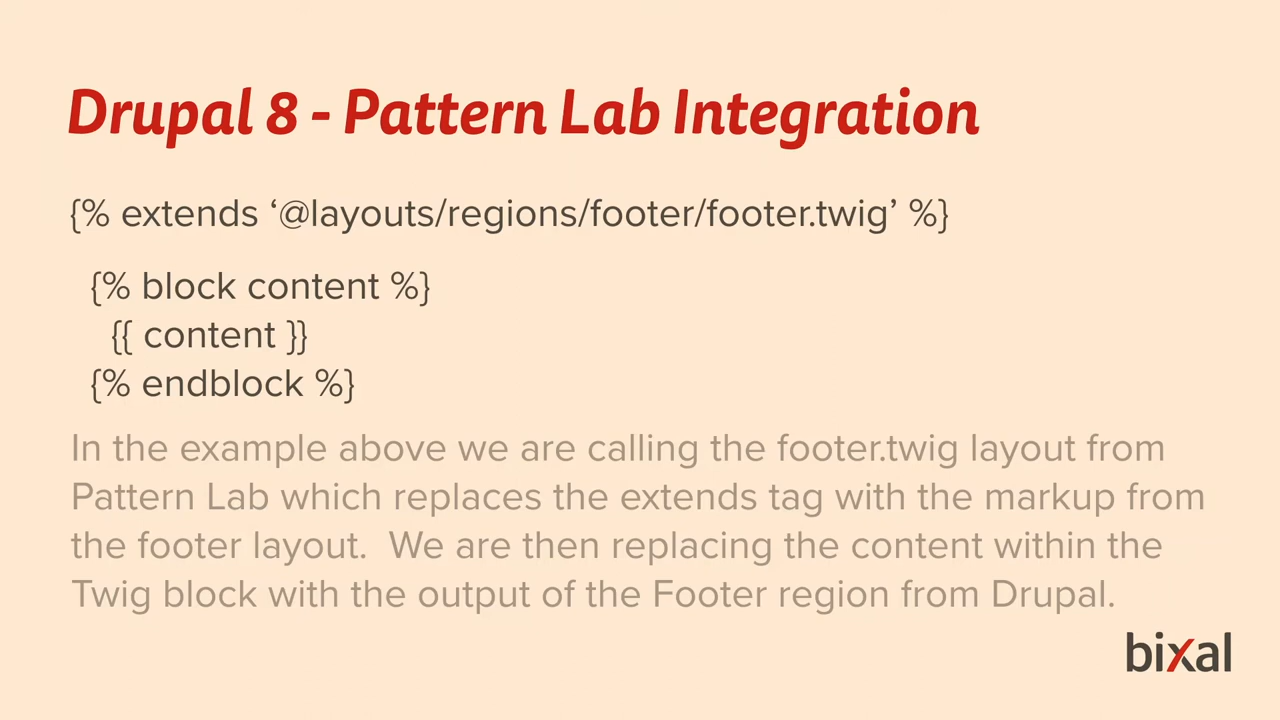 Drupal 8 - Pattern Lab Integration
{% extends ‘@layouts/regions/footer/footer.twig’ %}
{% block content %}
{{ content }}
{% endblock %}
In the example above we are calling the footer.twig layout from
Pattern Lab which replaces the extends tag with the markup from
the footer layout.  We are then replacing the content within the
Twig block with the output of the Footer region from Drupal.
bixal